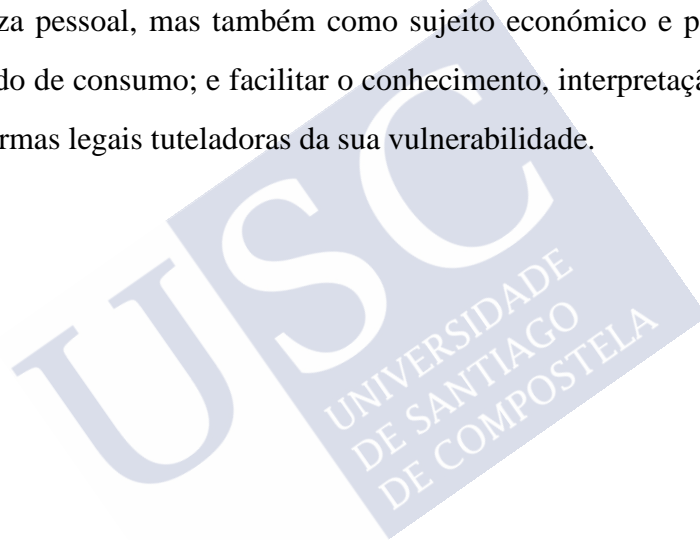 za pessoal, mas também como sujeito económico e p
do de consumo; e facilitar o conhecimento, interpretaçã
rmas legais tuteladoras da sua vulnerabilidade.
USC
UNIVERSIDADE
DE SANTIAGO
DE COMPOSTELA